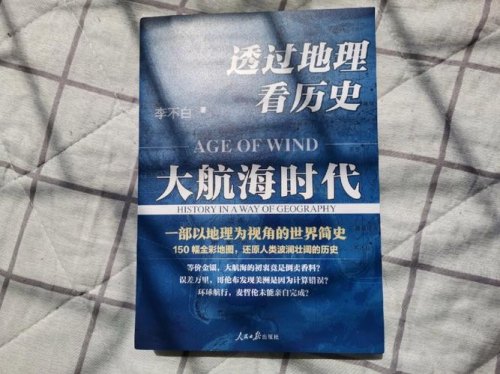 透过地理
看历史
李不白 著
AGE OF WIND
大航海时代
HISTORY IN A WAY OF GEOGRAPHY
一部以地理为视角的世界简史
150幅全彩地图，还原人类波澜壮阔的历史
等价金银，大航海的初衷竟是倒卖香料？
误差万里，哥伦布发现美洲是因为计算错误？
环球航行，麦哲伦未能亲自完成？
人民日报出版社